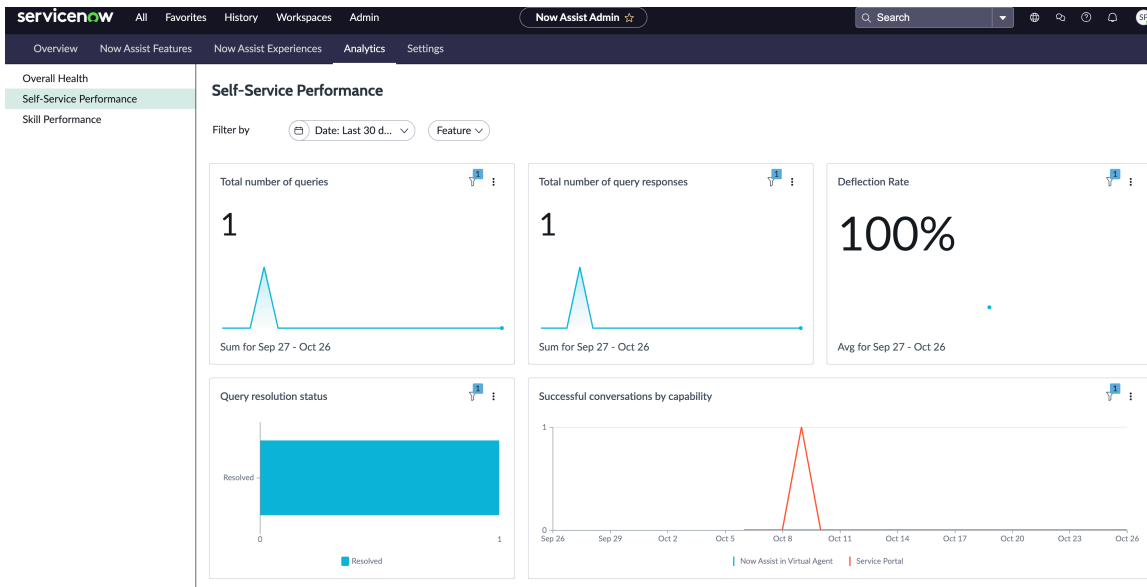 servicenow All Favorites History Workspaces Admin Now Assist Admin Search SP
Overview Now Assist Features Now Assist Experiences Analytics Settings
Overall Health
Self-Service Performance
Skill Performance
Self-Service Performance
Filter by Date: Last 30 d... Feature
Total number of queries 1
1
Sum for Sep 27 - Oct 26
Total number of query responses 1
1
Sum for Sep 27 - Oct 26
Deflection Rate 1
100%
Avg for Sep 27 - Oct 26
Query resolution status 1
Resolved
0 1
Resolved
Successful conversations by capability 1
1
0
Sep 26 Sep 29 Oct 2 Oct 5 Oct 8 Oct 11 Oct 14 Oct 17 Oct 20 Oct 23 Oct 26
Now Assist in Virtual Agent Service Portal